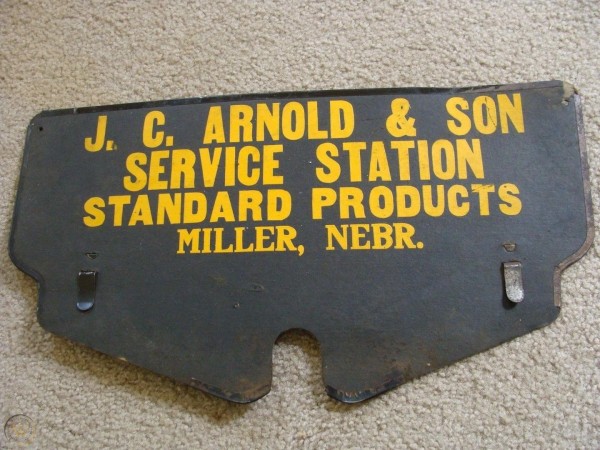 J. C. ARNOLD & SON
SERVICE STATION
STANDARD PRODUCTS
MILLER, NEBR.